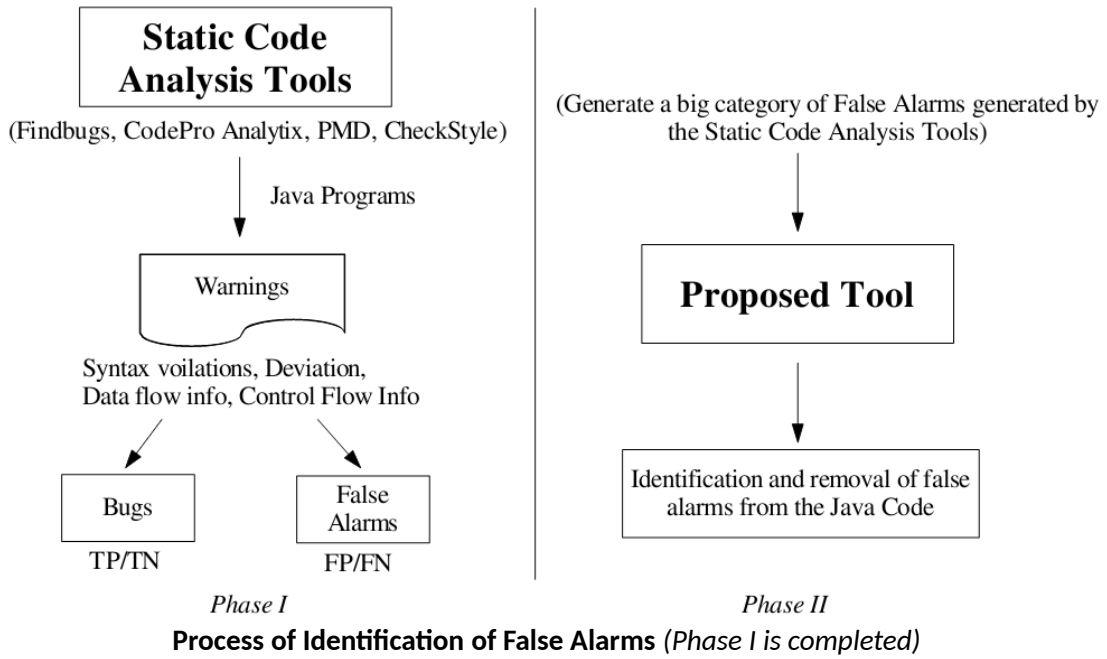 Static Code
Analysis Tools
(Findbugs, CodePro Analytix, PMD, CheckStyle)
Java Programs
Warnings
Syntax voilations, Deviation,
Data flow info, Control Flow Info
Bugs
False
Alarms
TP/TN
FP/FN
Phase I
(Generate a big category of False Alarms generated by
the Static Code Analysis Tools)
Proposed Tool
Identification and removal of false
alarms from the Java Code
Phase II
Process of Identification of False Alarms (Phase I is completed)